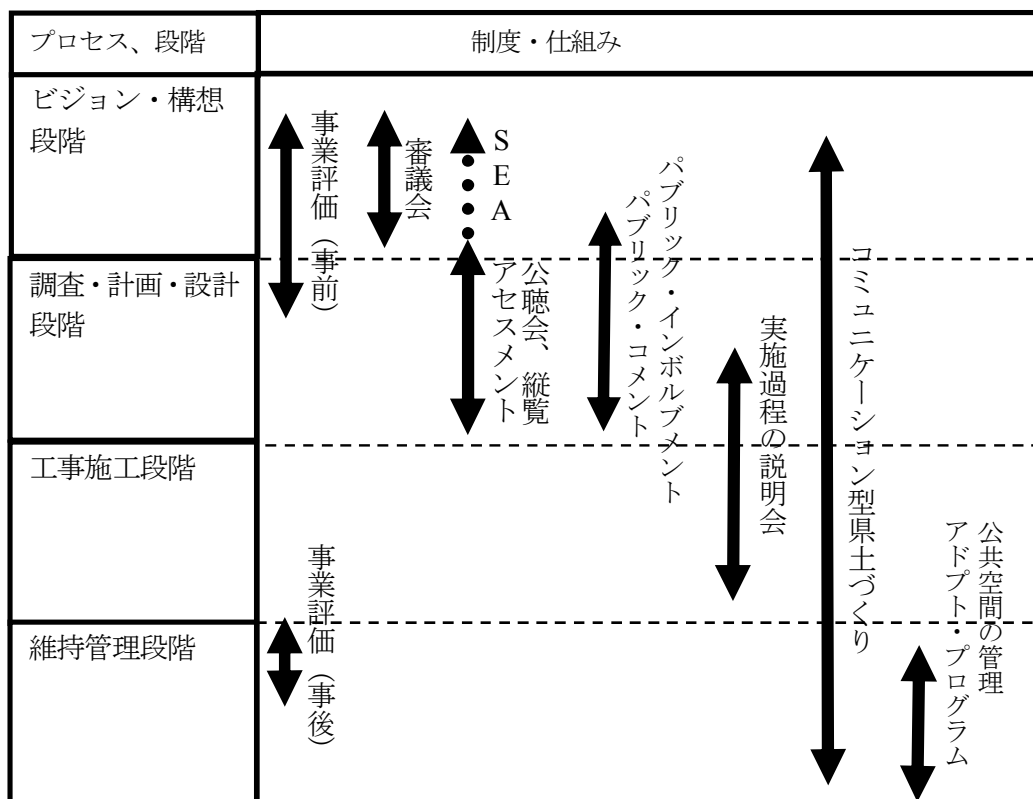 プロセス、段階
制度・仕組み
ビジョン・構想
段階
調査・計画・設計
段階
工事施工段階
維持管理段階
事業評価（事前）
審議会
SEA
公聴会、縦覧
アセスメント
パブリック・インボルブメント
パブリック・コメント
実施過程の説明会
コミュニケーション型県土づくり
公共空間の管理
アドプト・プログラム
事業評価（事後）